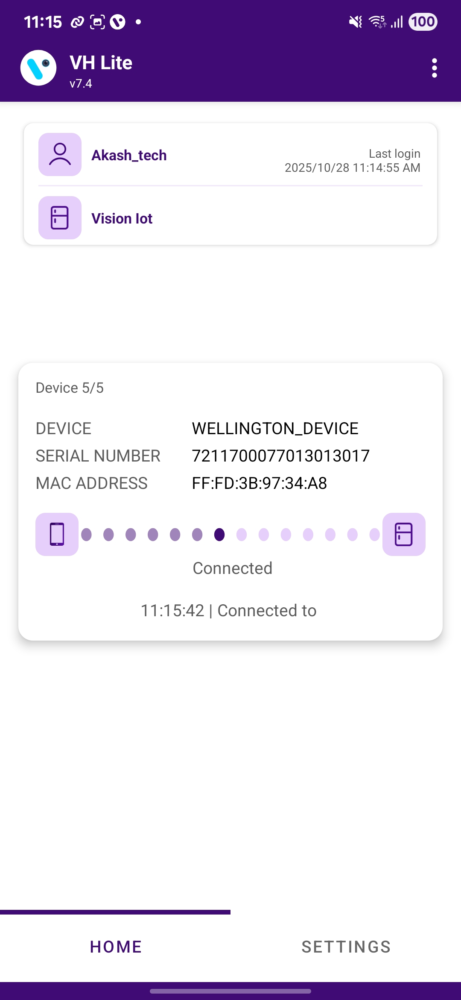 11:15
5
100
VH Lite
v7.4
Akash_tech
Last login
2025/10/28 11:14:55 AM
Vision Iot
Device 5/5
DEVICE WELLINGTON_DEVICE
SERIAL NUMBER 7211700077013013017
MAC ADDRESS FF:FD:3B:97:34:A8
Connected
11:15:42 | Connected to
HOME SETTINGS